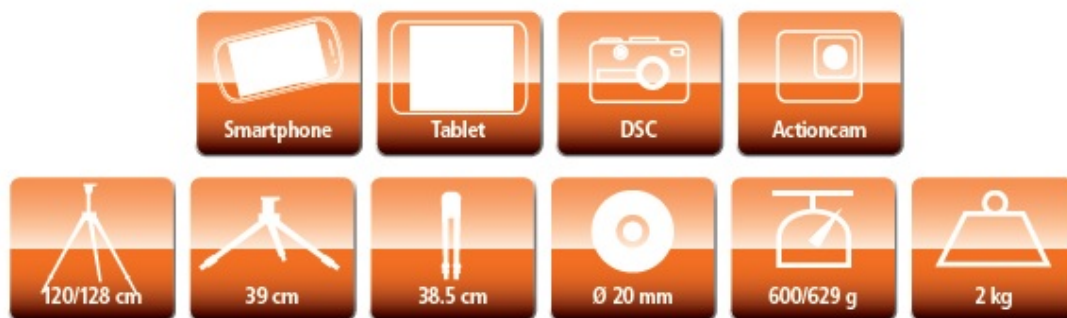 Smartphone
Tablet
DSC
Actioncam
120/128 cm
39 cm
38.5 cm
Ø 20 mm
600/629 g
2 kg